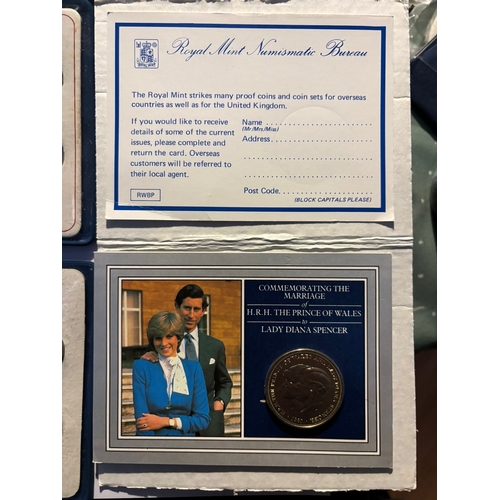 Royal Mint Numismatic Bureau
The Royal Mint strikes many proof coins and coin sets for overseas
countries as well as for the United Kingdom.
If you would like to receive
details of some of the current
issues, please complete and
return the card. Overseas
customers will be referred to
their local agent.
RWBP
Name
(Mr/Mrs/Miss)
Address
Post Code
(BLOCK CAPITALS PLEASE)
COMMEMORATING THE
MARRIAGE
of
H.R.H. THE PRINCE OF WALES
to
LADY DIANA SPENCER